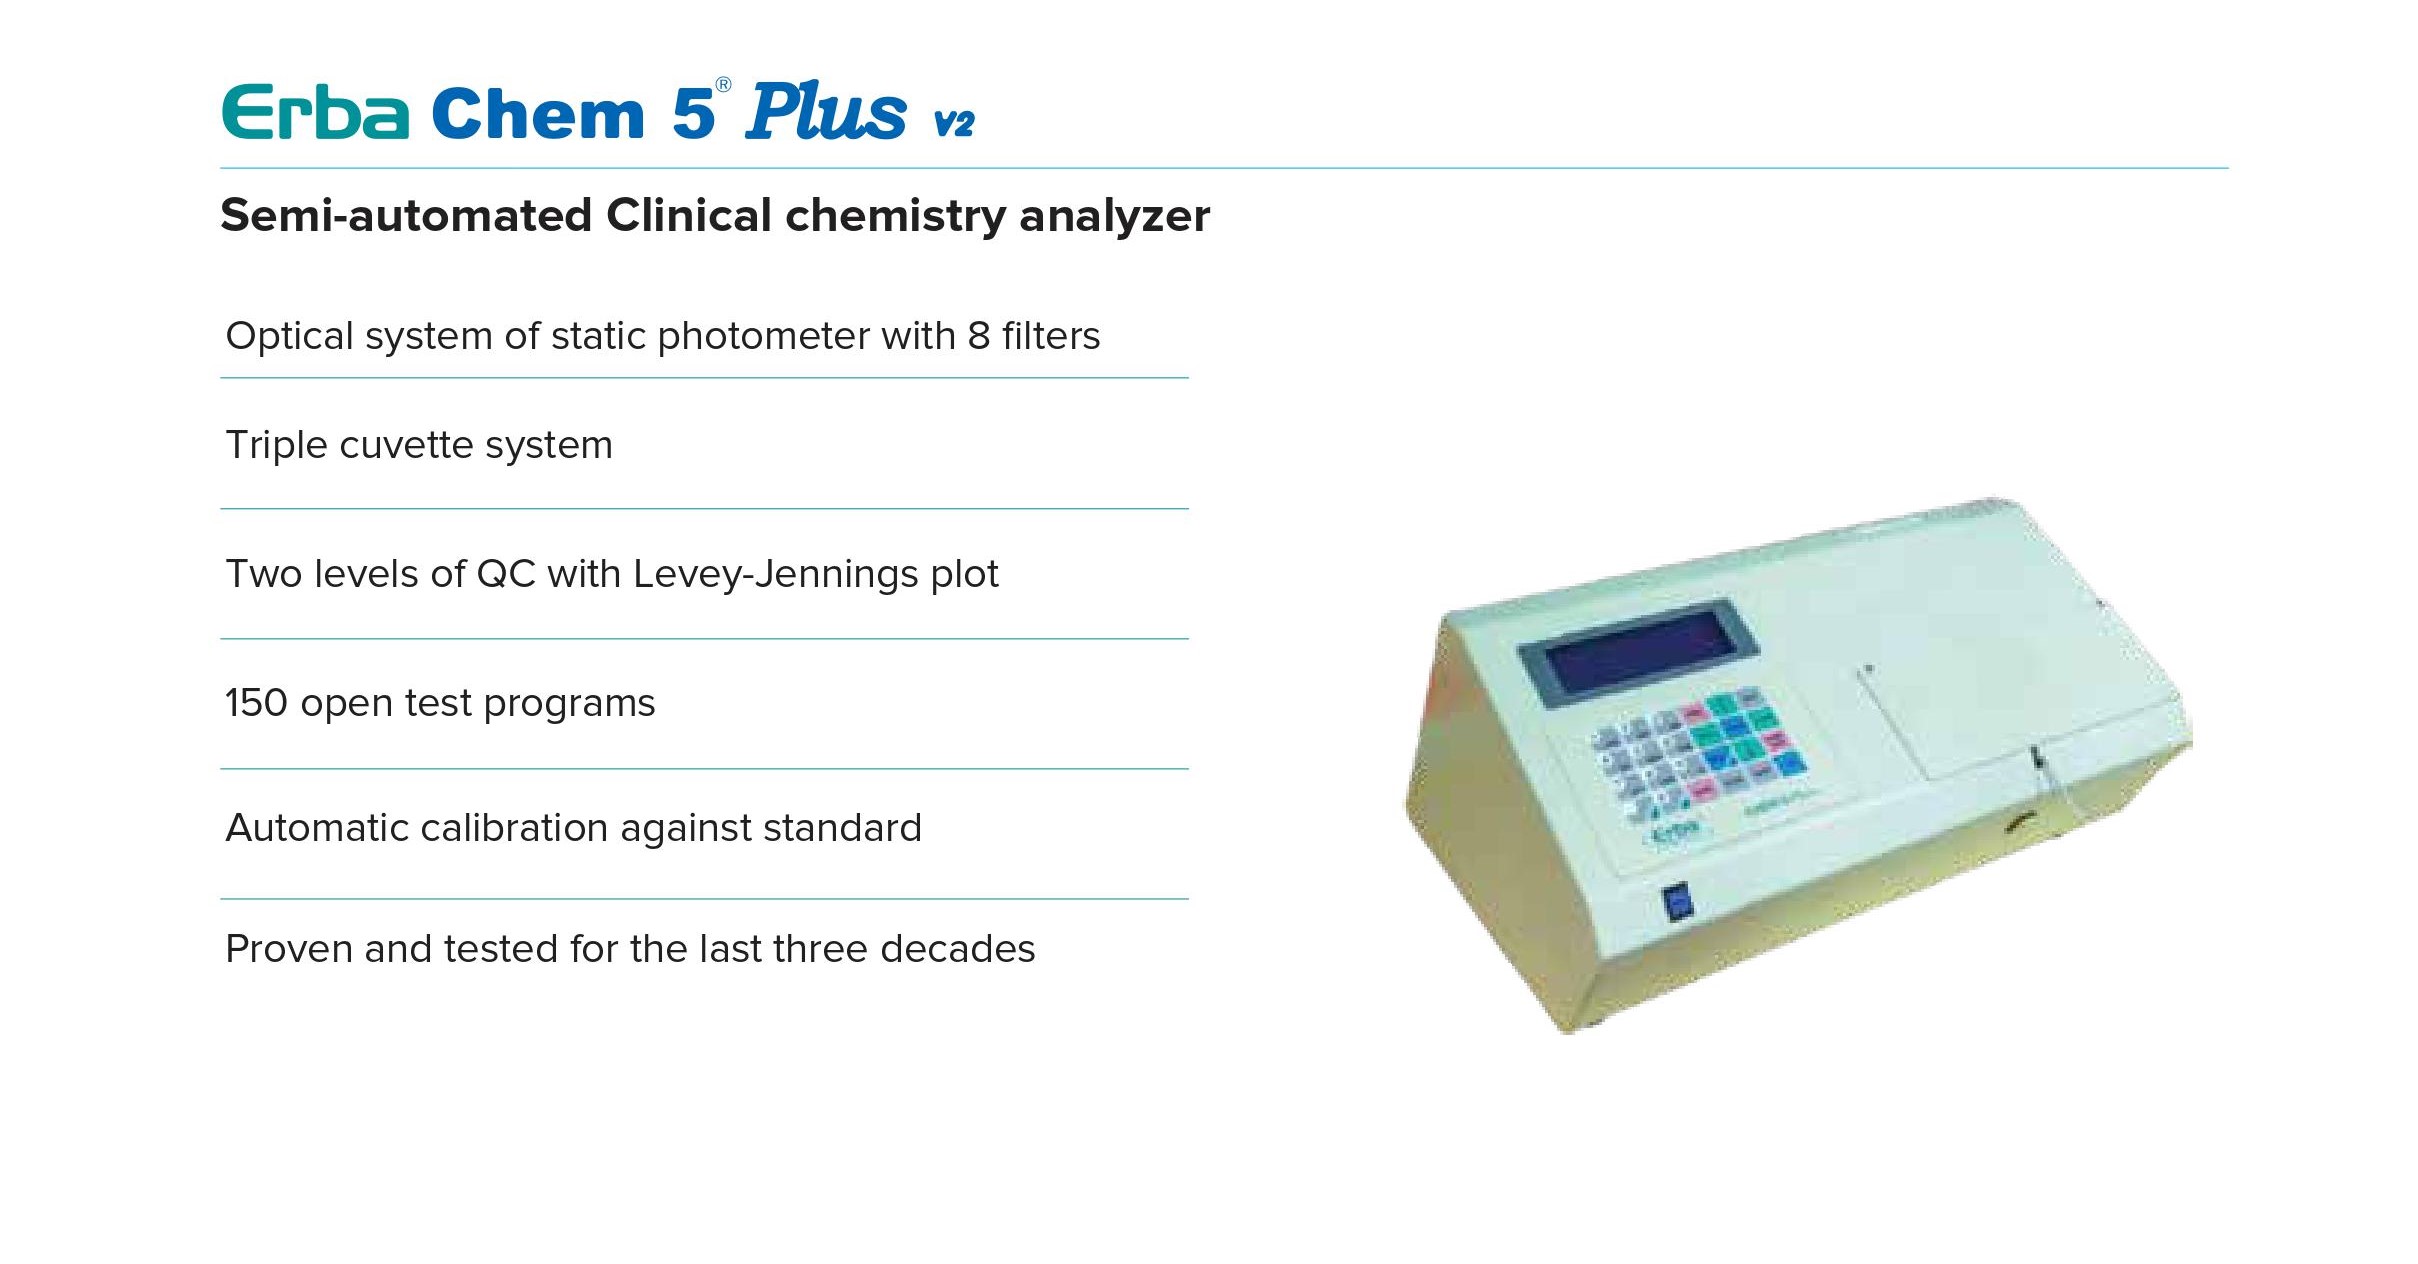 Erba Chem 5® Plus v2
Semi-automated Clinical chemistry analyzer
Optical system of static photometer with 8 filters
Triple cuvette system
Two levels of QC with Levey-Jennings plot
150 open test programs
Automatic calibration against standard
Proven and tested for the last three decades
Erba